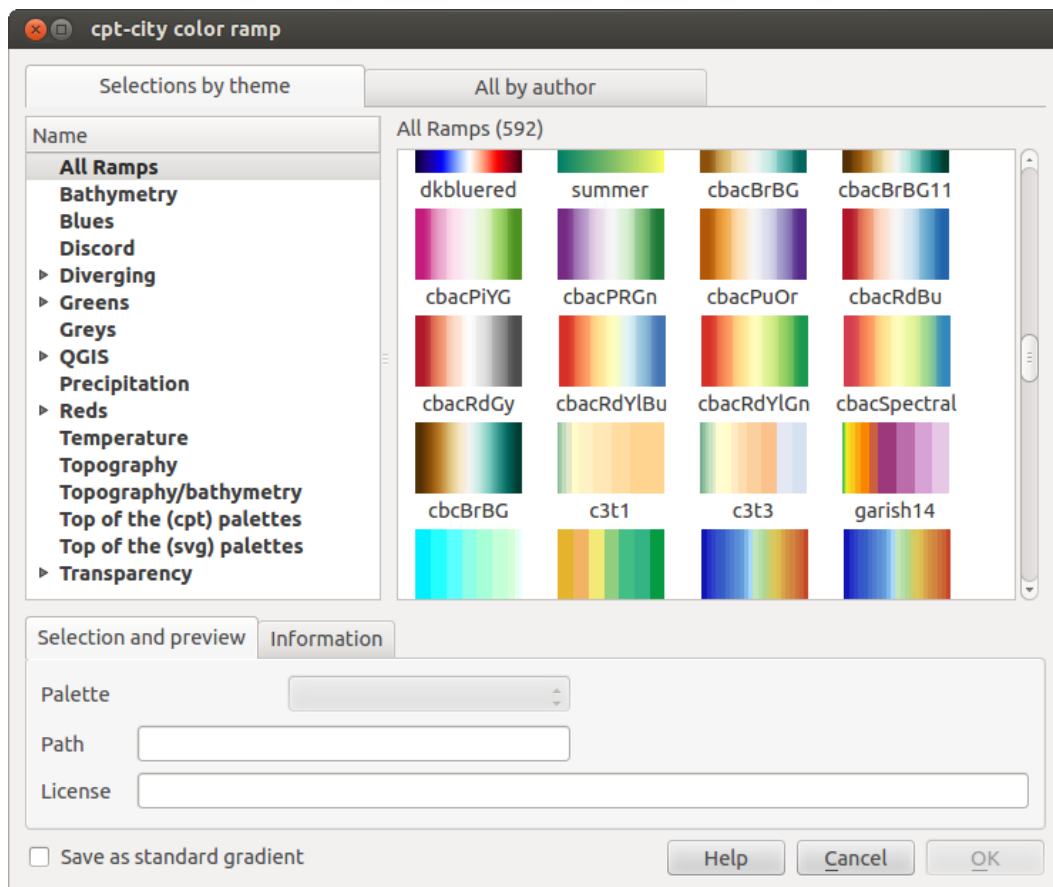 cpt-city color ramp
Selections by theme
All by author
Name
All Ramps
Bathymetry
Blues
Discord
Diverging
Greens
Greys
QGIS
Precipitation
Reds
Temperature
Topography
Topography/bathymetry
Top of the (cpt) palettes
Top of the (svg) palettes
Transparency
All Ramps (592)
dkbluered summer cbacBrBG cbacBrBG11
cbacPiYG cbacPRGn cbacPuOr cbacRdBu
cbacRdGy cbacRdYlBu cbacRdYlGn cbacSpectral
cbcBrBG c3t1 c3t3 garish14
Selection and preview
Information
Palette
Path
License
Save as standard gradient
Help
Cancel
OK